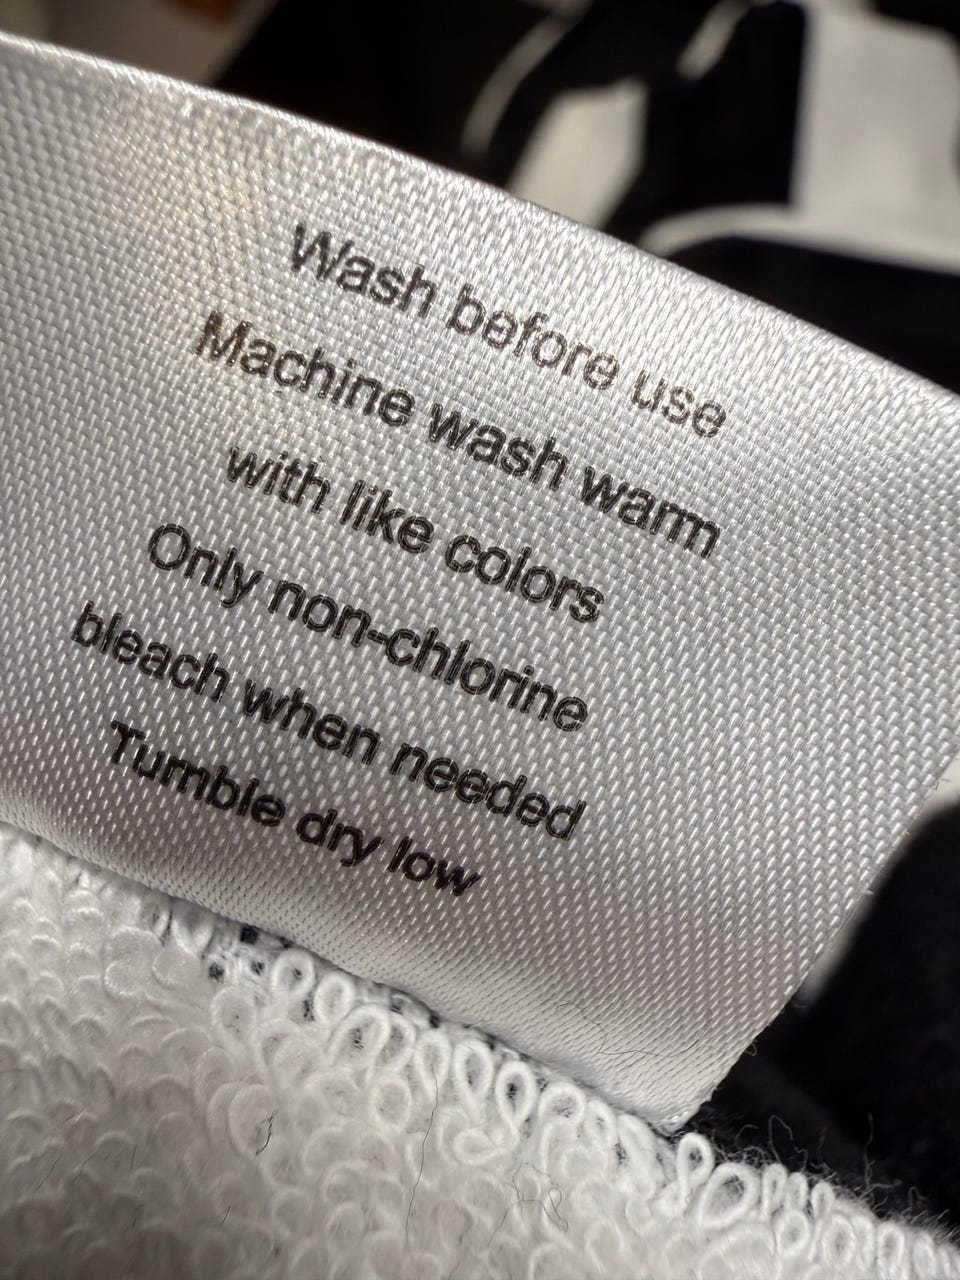 Wash before use
Machine wash warm
with like colors
Only non-chlorine
bleach when needed
Tumble dry low